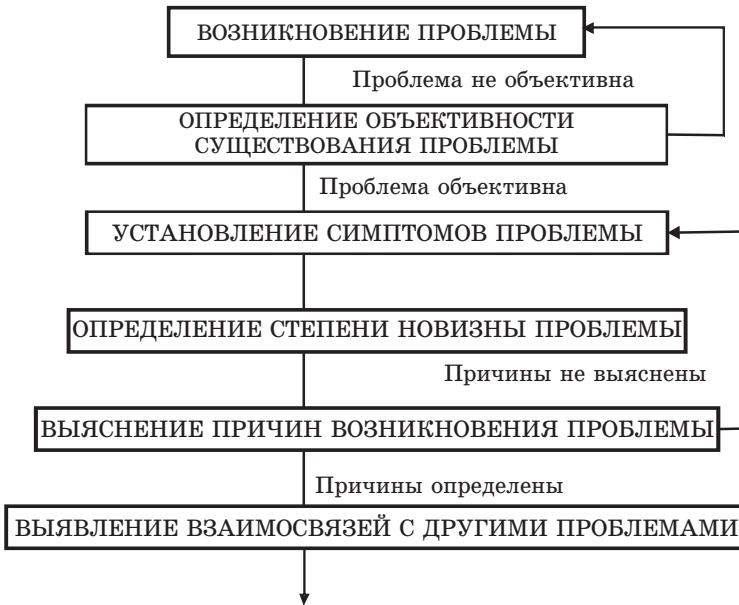 ВОЗНИКНОВЕНИЕ ПРОБЛЕМЫ
Проблема не объективна
ОПРЕДЕЛЕНИЕ ОБЪЕКТИВНОСТИ
СУЩЕСТВОВАНИЯ ПРОБЛЕМЫ
Проблема объективна
УСТАНОВЛЕНИЕ СИМПТОМОВ ПРОБЛЕМЫ
ОПРЕДЕЛЕНИЕ СТЕПЕНИ НОВИЗНЫ ПРОБЛЕМЫ
Причины не выяснены
ВЫЯСНЕНИЕ ПРИЧИН ВОЗНИКНОВЕНИЯ ПРОБЛЕМЫ
Причины определены
ВЫЯВЛЕНИЕ ВЗАИМОСВЯЗЕЙ С ДРУГИМИ ПРОБЛЕМАМИ